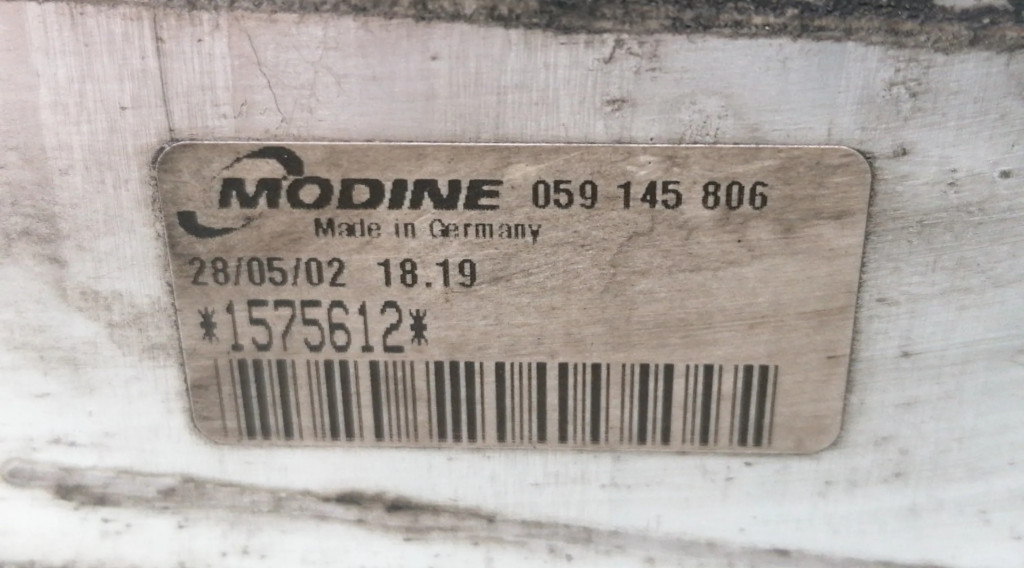 MODINE 059 145 806
Made in Germany
28/05/02 18.19
*1575612*